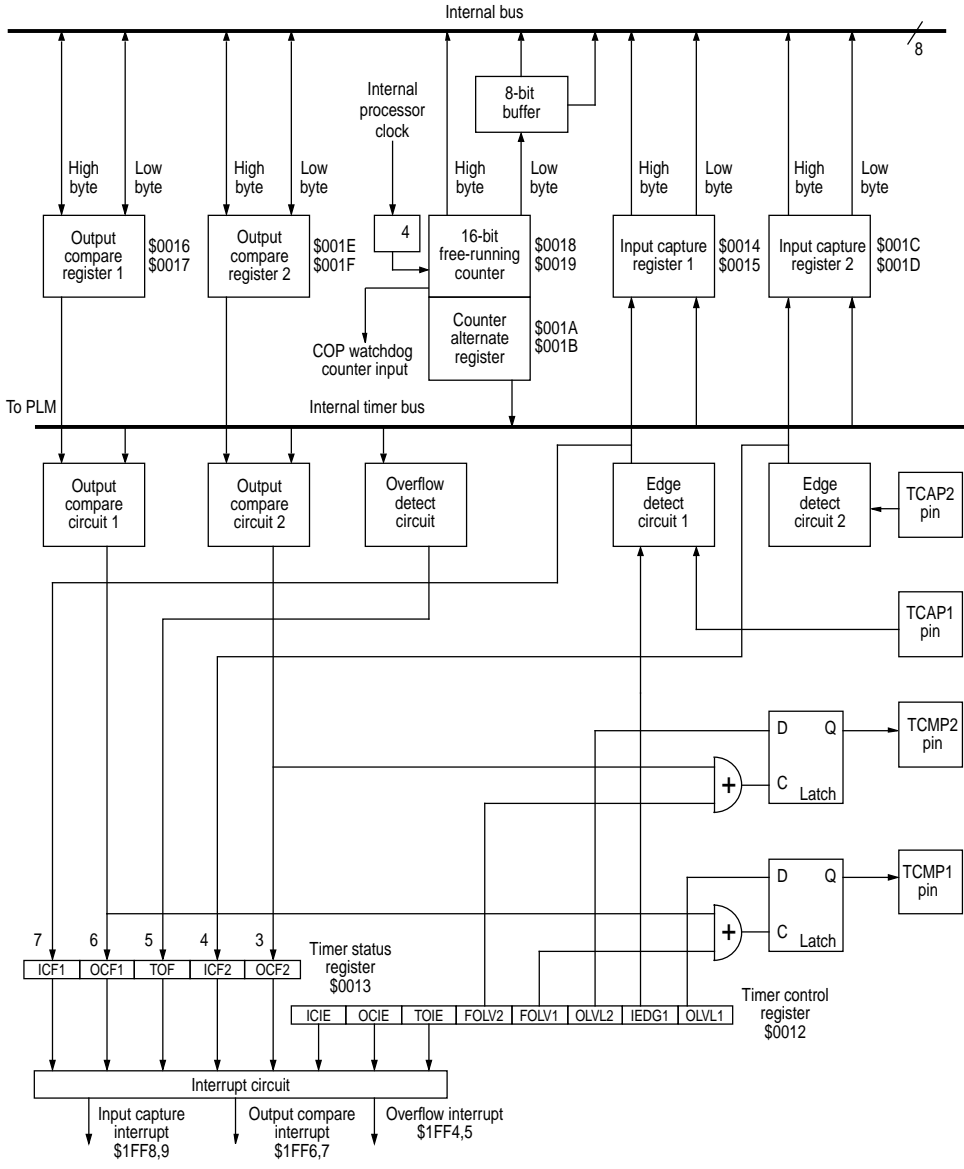 Internal bus
8
Internal
processor
clock
8-bit
buffer
High
byte
Low
byte
High
byte
Low
byte
High
byte
Low
byte
High
byte
Low
byte
High
byte
Low
byte
Output
compare
register 1
$0016
$0017
Output
compare
register 2
$001E
$001F
4
16-bit
free-running
counter
$0018
$0019
Input capture
register 1
$0014
$0015
Input capture
register 2
$001C
$001D
COP watchdog
counter input
Counter
alternate
register
$001A
$001B
To PLM
Internal timer bus
Output
compare
circuit 1
Output
compare
circuit 2
Overflow
detect
circuit
Edge
detect
circuit 1
Edge
detect
circuit 2
TCAP2
pin
TCAP1
pin
D
Q
C
Latch
+
TCMP2
pin
D
Q
C
Latch
+
TCMP1
pin
7
6
5
4
3
ICF1
OCF1
TOF
ICF2
OCF2
Timer status
register
$0013
ICIE
OCIE
TOIE
FOLV2
FOLV1
OLVL2
IEDG1
OLVL1
Timer control
register
$0012
Interrupt circuit
Input capture
interrupt
$1FF8,9
Output compare
interrupt
$1FF6,7
Overflow interrupt
$1FF4,5